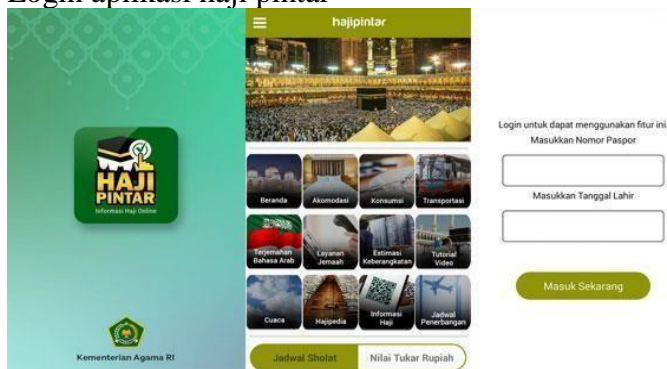 Login aplikasi haji pintar
HAJI
PINTAR
Informasi Haji Online
Kementerian Agama RI
hajipintar
Beranda
Akomodasi
Konsumsi
Transportasi
Terjemahan
Bahasa Arab
Layanan
Jemaah
Estimasi
Keberangkatan
Tutorial
Video
Cuaca
Hajipedia
Informasi
Haji
Jadwal
Penerbangan
Jadwal Sholat
Nilai Tukar Rupiah
Login untuk dapat menggunakan fitur ini.
Masukkan Nomor Paspor
Masukkan Tanggal Lahir
Masuk Sekarang